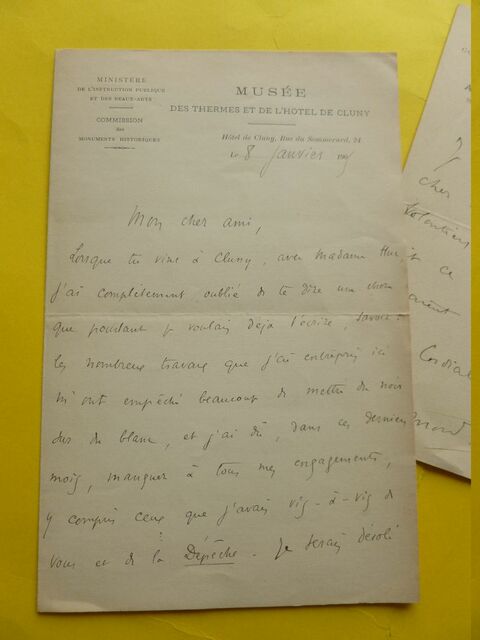 MINISTÈRE
DE L'INSTRUCTION PUBLIQUE
ET DES BEAUX-ARTS
COMMISSION
des
MONUMENTS HISTORIQUES
MUSÉE
DES THERMES ET DE L'HÔTEL DE CLUNY
Hôtel de Cluny, Rue du Sommerard, 24
Le 8 janvier
Mon cher ami,
Lorsque tu vins à Cluny, avec Madame
j'ai complètement oublié de te dire une chose
que pourtant je voulais déjà t'écrire, savoir :
les nombreux travaux que j'ai entrepris ici
m'ont empêché beaucoup de mettre du noir
sur du blanc, et j'ai dû, dans ces derniers
mois, manquer à tous mes engagements,
y compris ceux que j'avais vis-à-vis de
vous et de la Dépêche. Je serais désolé
cher
volontiers
ce